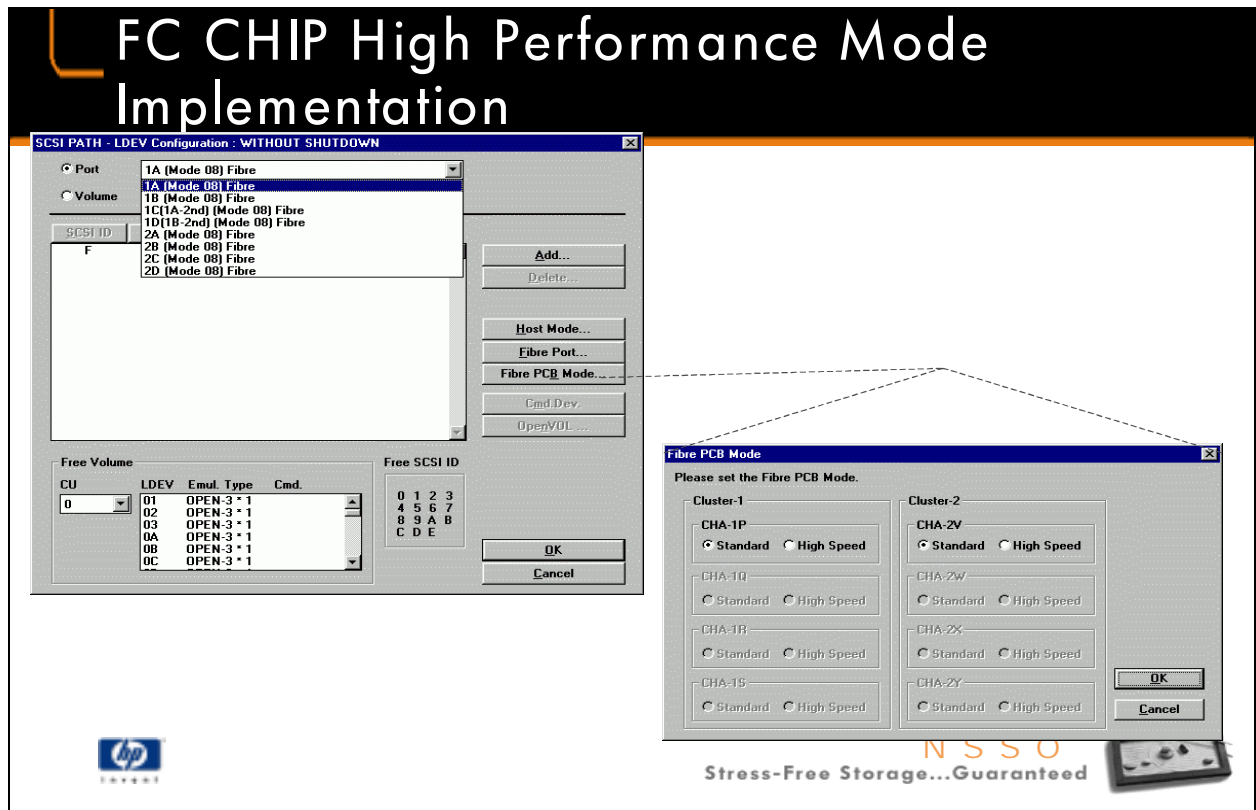 FC CHIP High Performance Mode
Implementation
SCSI PATH - LDEV Configuration : WITHOUT SHUTDOWN
Port
1A (Mode 08) Fibre
Volume
1A (Mode 08) Fibre
1B (Mode 08) Fibre
1C(1A-2nd) (Mode 08) Fibre
1D(1B-2nd) (Mode 08) Fibre
2A (Mode 08) Fibre
2B (Mode 08) Fibre
2C (Mode 08) Fibre
2D (Mode 08) Fibre
SCSI ID
F
Add...
Delete...
Host Mode...
Fibre Port...
Fibre PCB Mode...
Cmd.Dev.
OpenVOL ...
Free Volume
CU
0
LDEV Emul. Type Cmd.
01 OPEN-3 * 1
02 OPEN-3 * 1
03 OPEN-3 * 1
0A OPEN-3 * 1
0B OPEN-3 * 1
0C OPEN-3 * 1
Free SCSI ID
0 1 2 3
4 5 6 7
8 9 A B
C D E
OK
Cancel
Fibre PCB Mode
Please set the Fibre PCB Mode.
Cluster-1
CHA-1P
Standard High Speed
CHA-1Q
Standard High Speed
CHA-1R
Standard High Speed
CHA-1S
Standard High Speed
Cluster-2
CHA-2V
Standard High Speed
CHA-2W
Standard High Speed
CHA-2X
Standard High Speed
CHA-2Y
Standard High Speed
OK
Cancel
hp
invent
NSSO
Stress-Free Storage...Guaranteed